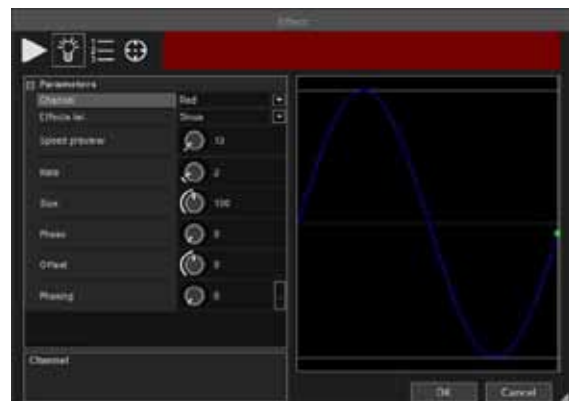 Effect
Parameters
Channel Red
Effects list Sinus
Speed preview 13
Rate 2
Size 100
Phase 0
Offset 0
Phasing 0
Channel
OK Cancel